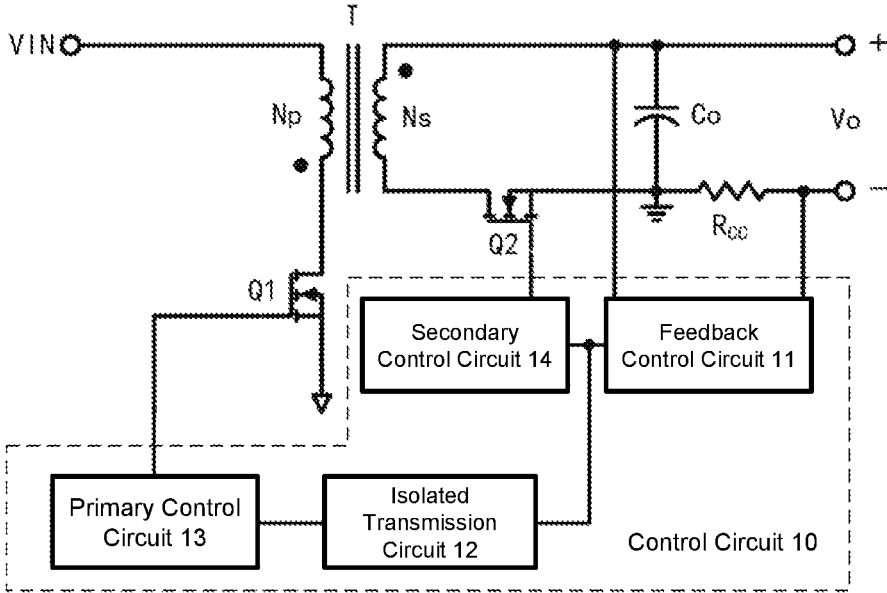 T
VIN
+
Np
Ns
Co
Vo
−
Rcc
Q2
Q1
Secondary
Control Circuit 14
Feedback
Control Circuit 11
Primary Control
Circuit 13
Isolated
Transmission
Circuit 12
Control Circuit 10